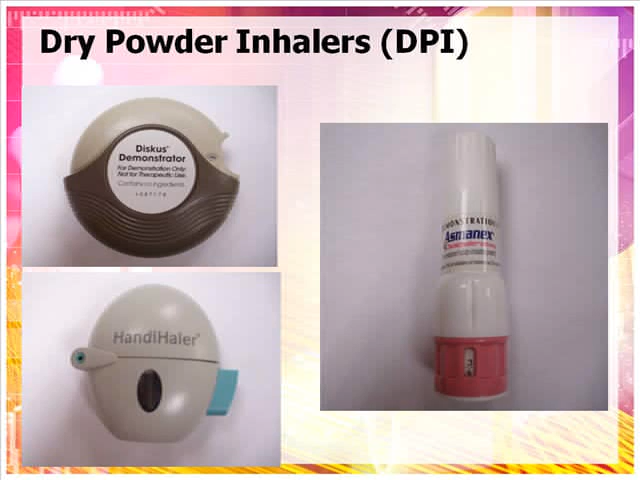 Dry Powder Inhalers (DPI)
Diskus®
Demonstrator
For Demonstration Only.
Not for Therapeutic Use.
Contains no ingredients.
HandiHaler®
Asmanex